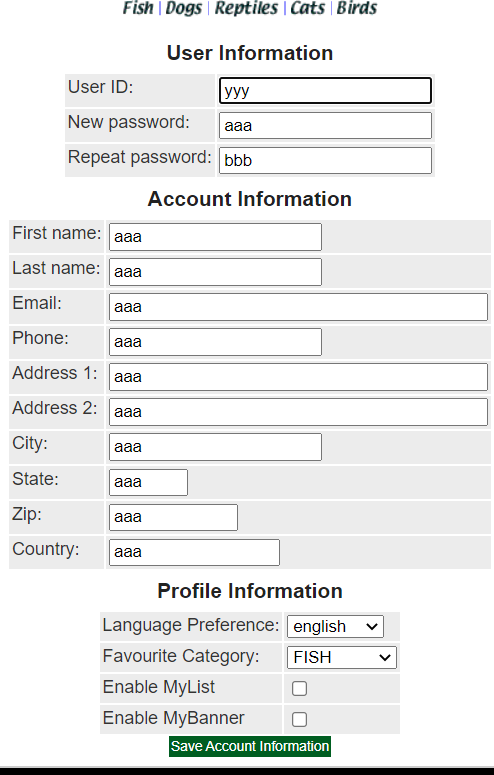 Fish | Dogs | Reptiles | Cats | Birds
User Information
User ID: yyy
New password: aaa
Repeat password: bbb
Account Information
First name: aaa
Last name: aaa
Email: aaa
Phone: aaa
Address 1: aaa
Address 2: aaa
City: aaa
State: aaa
Zip: aaa
Country: aaa
Profile Information
Language Preference: english
Favourite Category: FISH
Enable MyList
Enable MyBanner
Save Account Information